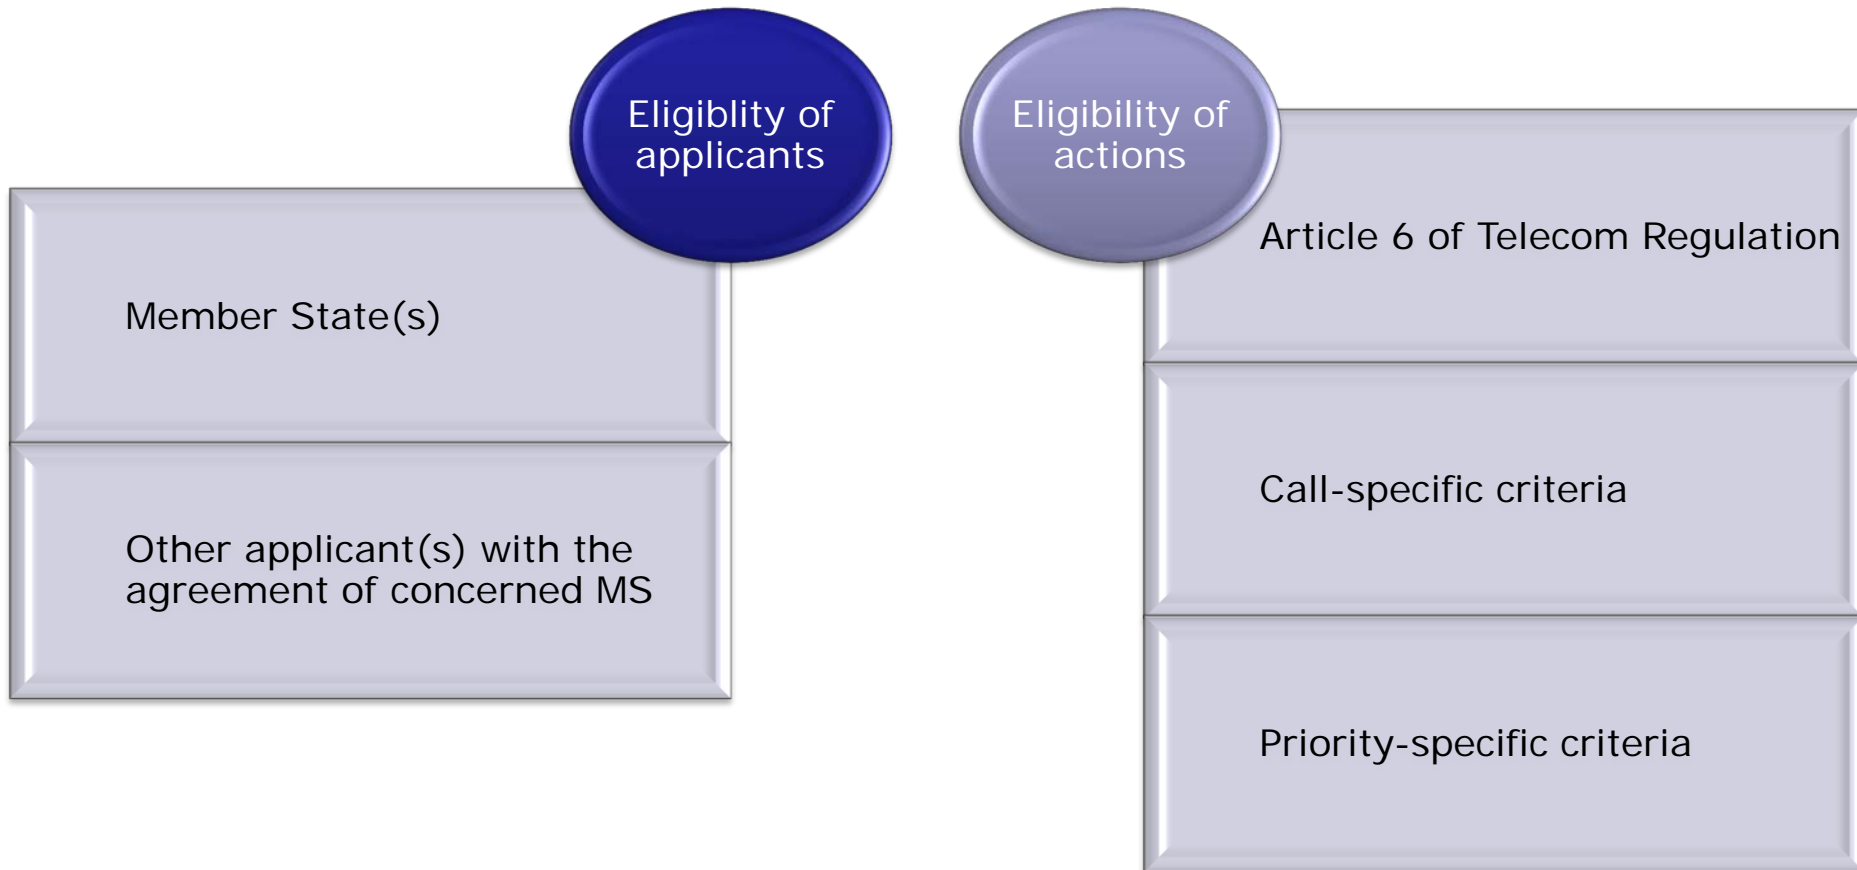 Eligiblity of
applicants
Member State(s)
Other applicant(s) with the
agreement of concerned MS
Eligibility of
actions
Article 6 of Telecom Regulation
Call-specific criteria
Priority-specific criteria